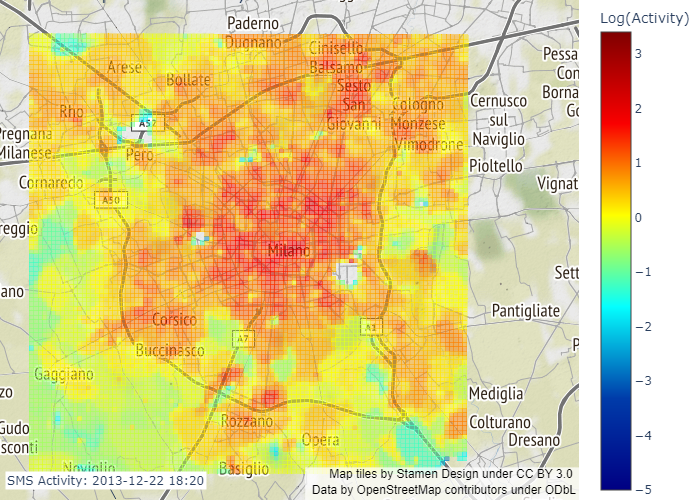 Log(Activity)
Paderno
Dugnano
Cinisello
Balsamo
Arese
Bollate
Sesto
San
Giovanni
Cologno
Monzese
Vimodrone
Rho
A52
Pero
Pregnana
Milanese
Cornaredo
A50
Cernusco
sul
Naviglio
Pioltello
Pessa
Con
Borna
Go
Vignat
reggio
ano
Milano
Sett
Pantigliate
P
Corsico
Buccinasco
A7
A1
Gaggiano
zo
Gudo
sconti
Rozzano
Opera
Mediglia
Colturano
Dresano
Noviglio
Basiglio
3
2
1
0
−1
−2
−3
−4
−5
SMS Activity: 2013-12-22 18:20
Map tiles by Stamen Design under CC BY 3.0
Data by OpenStreetMap contributors under ODbL